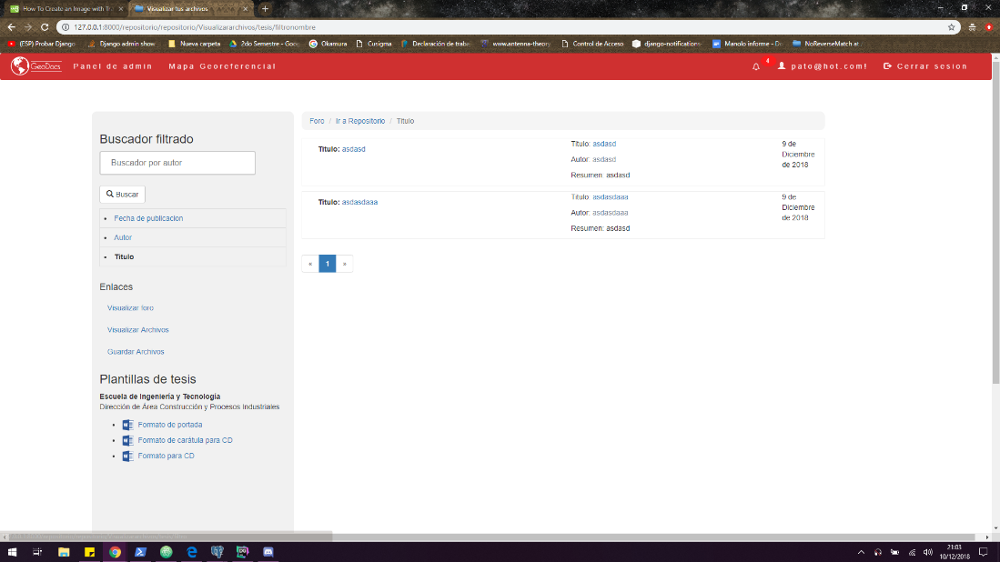 How To Create an Image with Tr
Visualizar tus archivos
127.0.0.1:8000/repositorio/repositorio/Visualizararchivos/tesis/filtronombre
(ESP) Probar Django
Django admin show
Nueva carpeta
2do Semestre - Goo
Okamura
Cusigma
Declaración de traba
www.antenna-theory
Control de Acceso
django-notifications
Manolo informe - D
NoReverseMatch at
GeoDocs
Panel de admin
Mapa Georeferencial
4
pato@hot.com!
Cerrar sesion
Buscador filtrado
Buscador por autor
Buscar
Fecha de publicacion
Autor
Titulo
Enlaces
Visualizar foro
Visualizar Archivos
Guardar Archivos
Plantillas de tesis
Escuela de Ingeniería y Tecnología
Dirección de Área Construcción y Procesos Industriales
Formato de portada
Formato de carátula para CD
Formato para CD
Foro / Ir a Repositorio / Titulo
Titulo: asdasd
Titulo: asdasd
Autor: asdasd
Resumen: asdasd
9 de
Diciembre
de 2018
Titulo: asdasdaaa
Titulo: asdasdaaa
Autor: asdasdaaa
Resumen: asdasd
9 de
Diciembre
de 2018
« 1 »
21:03
10/12/2018